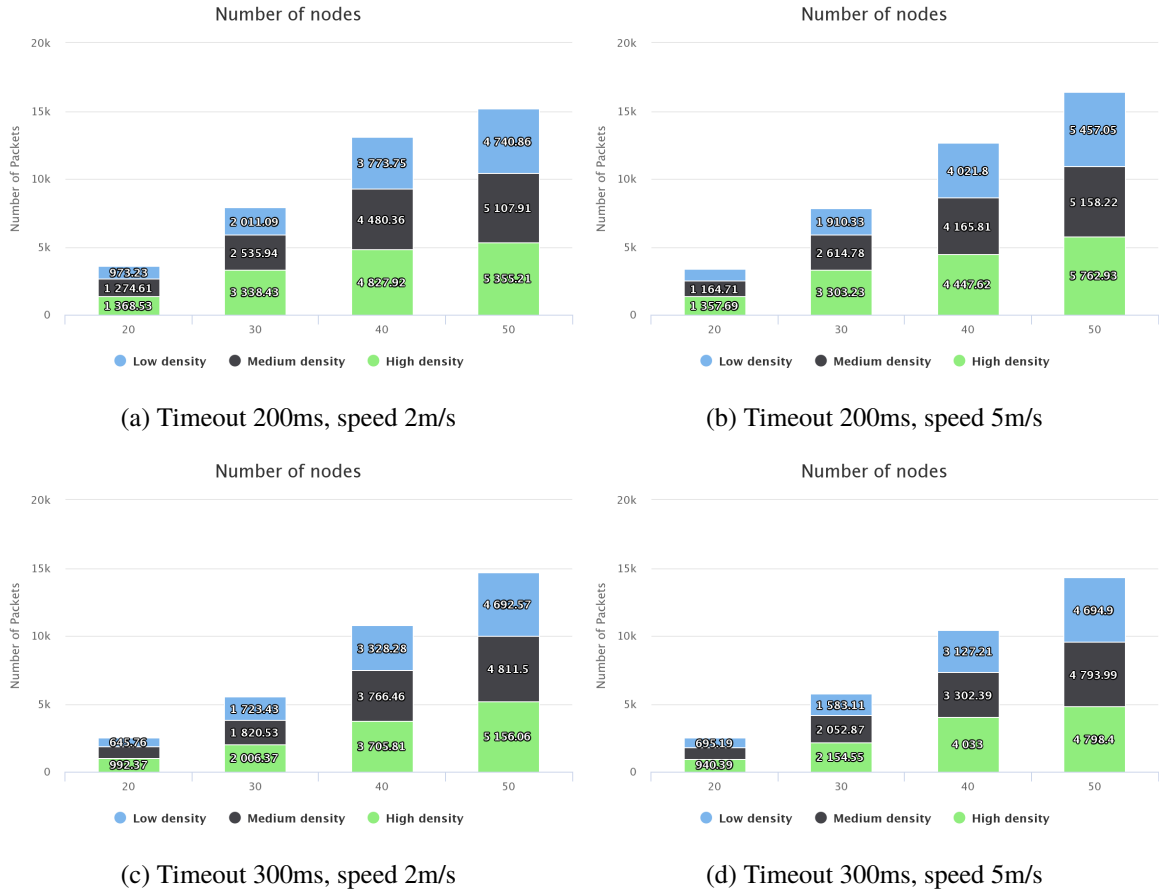 Number of nodes
20k
15k
10k
5k
0
Number of Packets
973.23
1 274.61
1 368.53
2 011.09
2 535.94
3 338.43
3 773.75
4 480.36
4 827.92
4 740.86
5 107.91
5 355.21
20 30 40 50
Low density Medium density High density
(a) Timeout 200ms, speed 2m/s
Number of nodes
20k
15k
10k
5k
0
Number of Packets
1 164.71
1 357.69
1 910.33
2 614.78
3 303.23
4 021.8
4 165.81
4 447.62
5 457.05
5 158.22
5 762.93
20 30 40 50
Low density Medium density High density
(b) Timeout 200ms, speed 5m/s
Number of nodes
20k
15k
10k
5k
0
Number of Packets
645.76
992.37
1 723.43
1 820.53
2 006.37
3 328.28
3 766.46
3 705.81
4 692.57
4 811.5
5 156.06
20 30 40 50
Low density Medium density High density
(c) Timeout 300ms, speed 2m/s
Number of nodes
20k
15k
10k
5k
0
Number of Packets
695.19
940.39
1 583.11
2 052.87
2 154.55
3 127.21
3 302.39
4 033
4 694.9
4 793.99
4 798.4
20 30 40 50
Low density Medium density High density
(d) Timeout 300ms, speed 5m/s